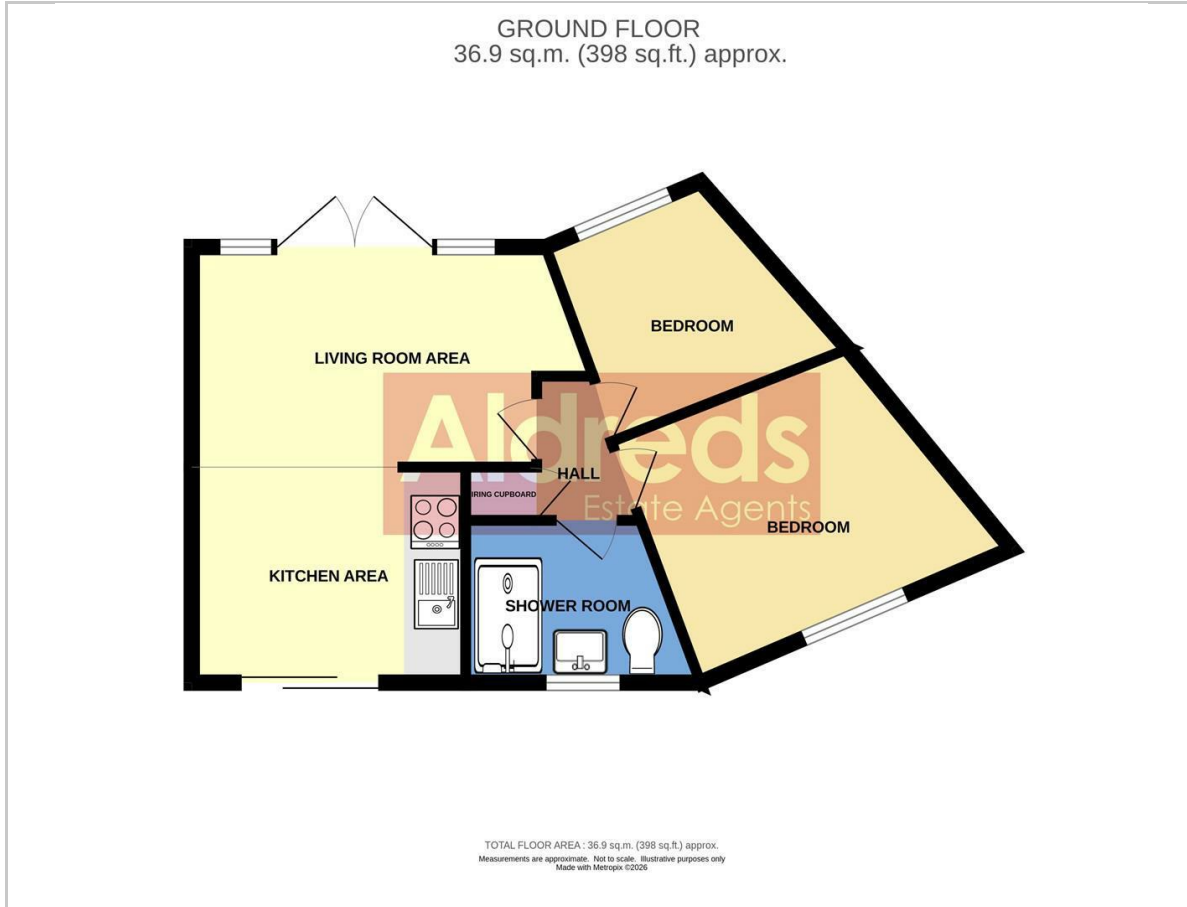 GROUND FLOOR
36.9 sq.m. (398 sq.ft.) approx.
BEDROOM
LIVING ROOM AREA
Aldreds
HALL
IRING CUPBOARD
Estate Agents
BEDROOM
KITCHEN AREA
SHOWER ROOM
TOTAL FLOOR AREA : 36.9 sq.m. (398 sq.ft.) approx.
Measurements are approximate. Not to scale. Illustrative purposes only
Made with Metropix ©2026